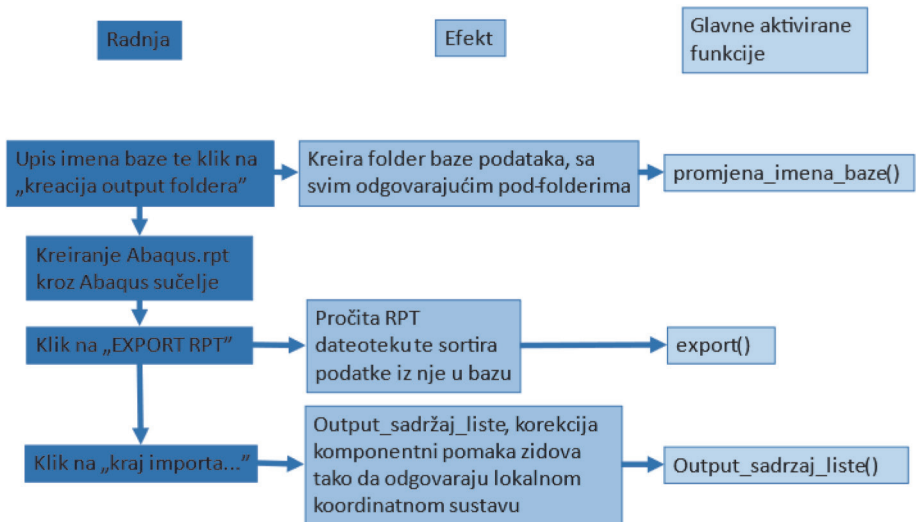 Radnja
Efekt
Glavne aktivirane
funkcije
Upis imena baze te klik na
„kreacija output foldera”
Kreira folder baze podataka, sa
svim odgovarajućim pod-folderima
promjena_imena_baze()
Kreiranje Abaqus.rpt
kroz Abaqus sučelje
Klik na „EXPORT RPT”
Pročita RPT
dateoteku te sortira
podatke iz nje u bazu
export()
Klik na „kraj importa...”
Output_sadržaj_liste, korekcija
komponentni pomaka zidova
tako da odgovaraju lokalnom
koordinatnom sustavu
Output_sadrzaj_liste()